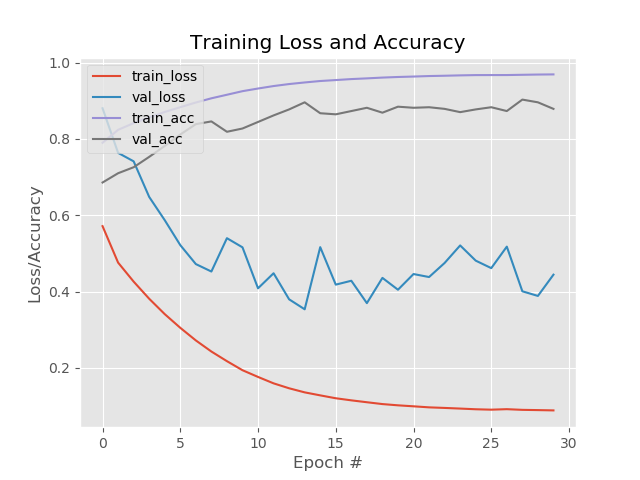 Training Loss and Accuracy
train_loss
val_loss
train_acc
val_acc
1.0
0.8
0.6
0.4
0.2
Loss/Accuracy
0 5 10 15 20 25 30
Epoch #